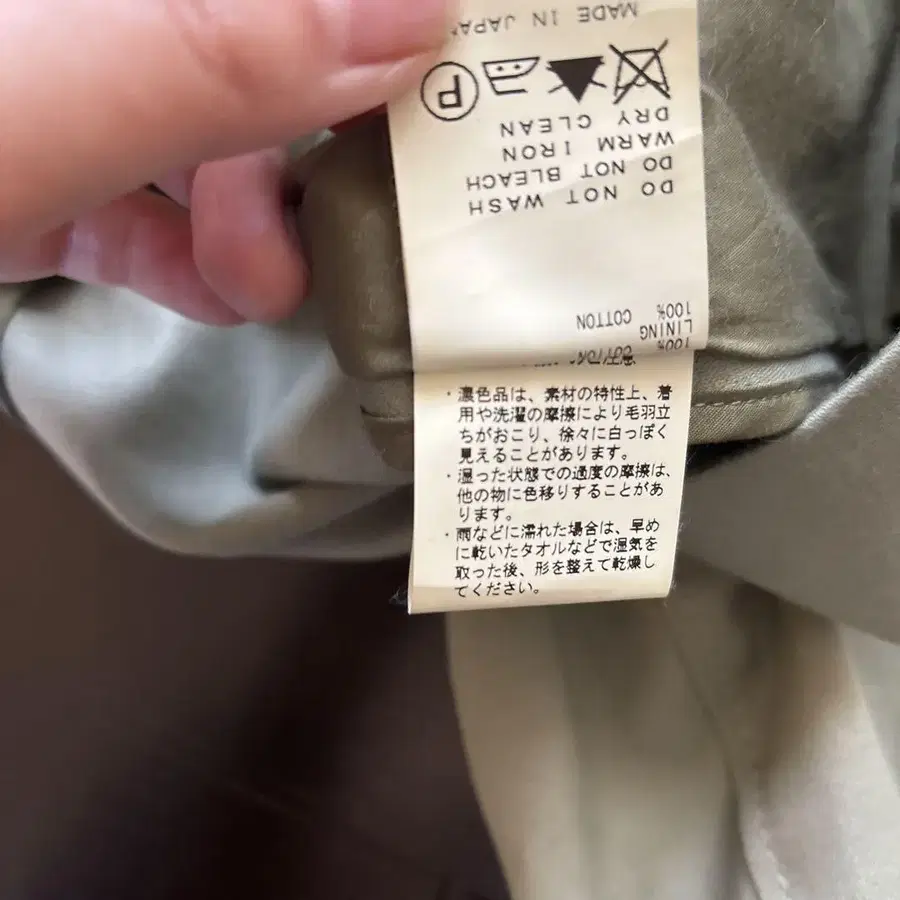 100% COTTON
LINING
100% COTTON
DO NOT WASH
DO NOT BLEACH
WARM IRON
DRY CLEAN
P
MADE IN JAPAN
・濃色品は、素材の特性上、着
用や洗濯の摩擦により毛羽立
ちがおこり、徐々に白っぽく
見えることがあります。
・湿った状態での過度の摩擦は、
他の物に色移りすることがあ
ります。
・雨などに濡れた場合は、早め
に乾いたタオルなどで湿気を
取った後、形を整えて乾燥し
てください。